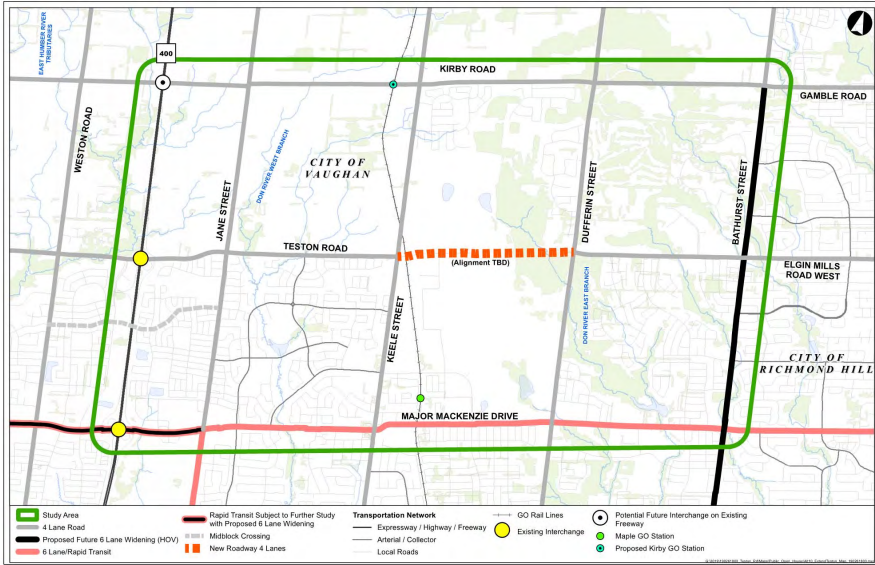 400
KIRBY ROAD
GAMBLE ROAD
EAST HUMBER RIVER
TRIBUTARIES
WESTON ROAD
JANE STREET
DON RIVER WEST BRANCH
CITY OF
VAUGHAN
DUFFERIN STREET
BATHURST STREET
TESTON ROAD
(Alignment TBD)
ELGIN MILLS
ROAD WEST
KEELE STREET
DON RIVER EAST BRANCH
CITY OF
RICHMOND HILL
MAJOR MACKENZIE DRIVE
Study Area
4 Lane Road
Proposed Future 6 Lane Widening (HOV)
6 Lane/Rapid Transit
Rapid Transit Subject to Further Study
with Proposed 6 Lane Widening
Midblock Crossing
New Roadway 4 Lanes
Transportation Network
Expressway / Highway / Freeway
Arterial / Collector
Local Roads
GO Rail Lines
Existing Interchange
Potential Future Interchange on Existing
Freeway
Maple GO Station
Proposed Kirby GO Station